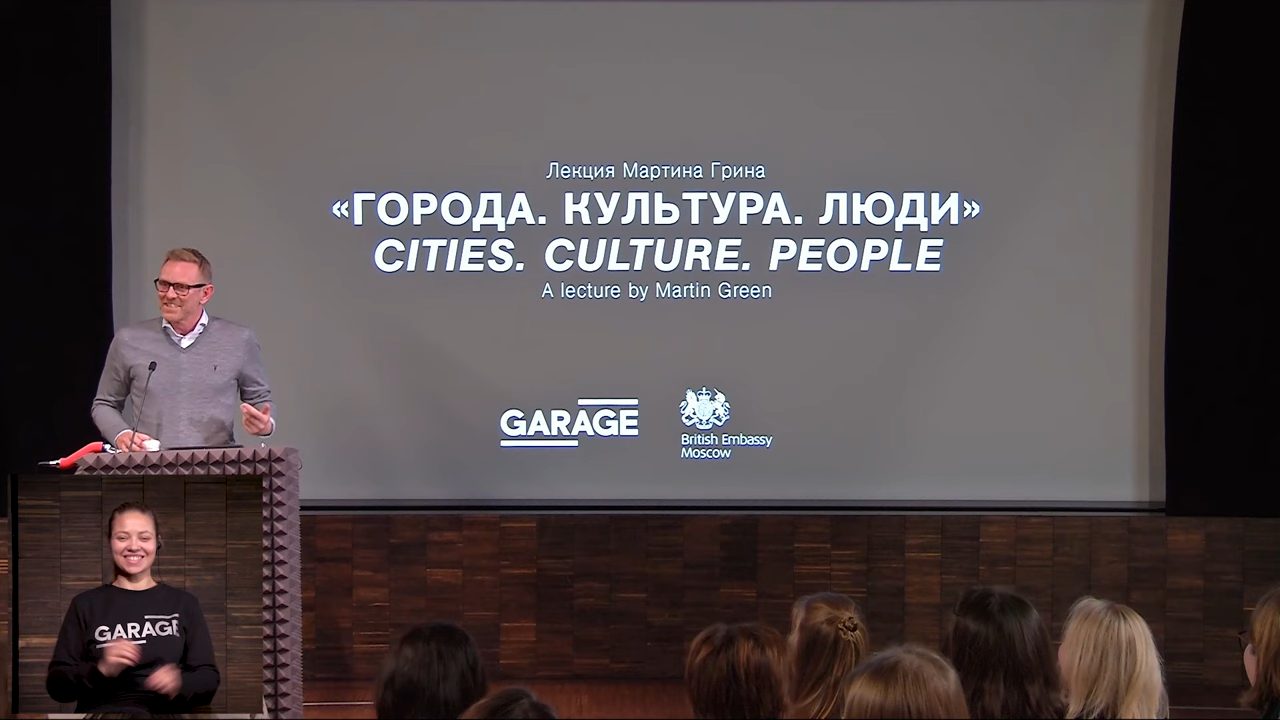 Лекция Мартина Грина
«ГОРОДА. КУЛЬТУРА. ЛЮДИ»
CITIES. CULTURE. PEOPLE
A lecture by Martin Green
GARAGE
British Embassy
Moscow
GARAGE